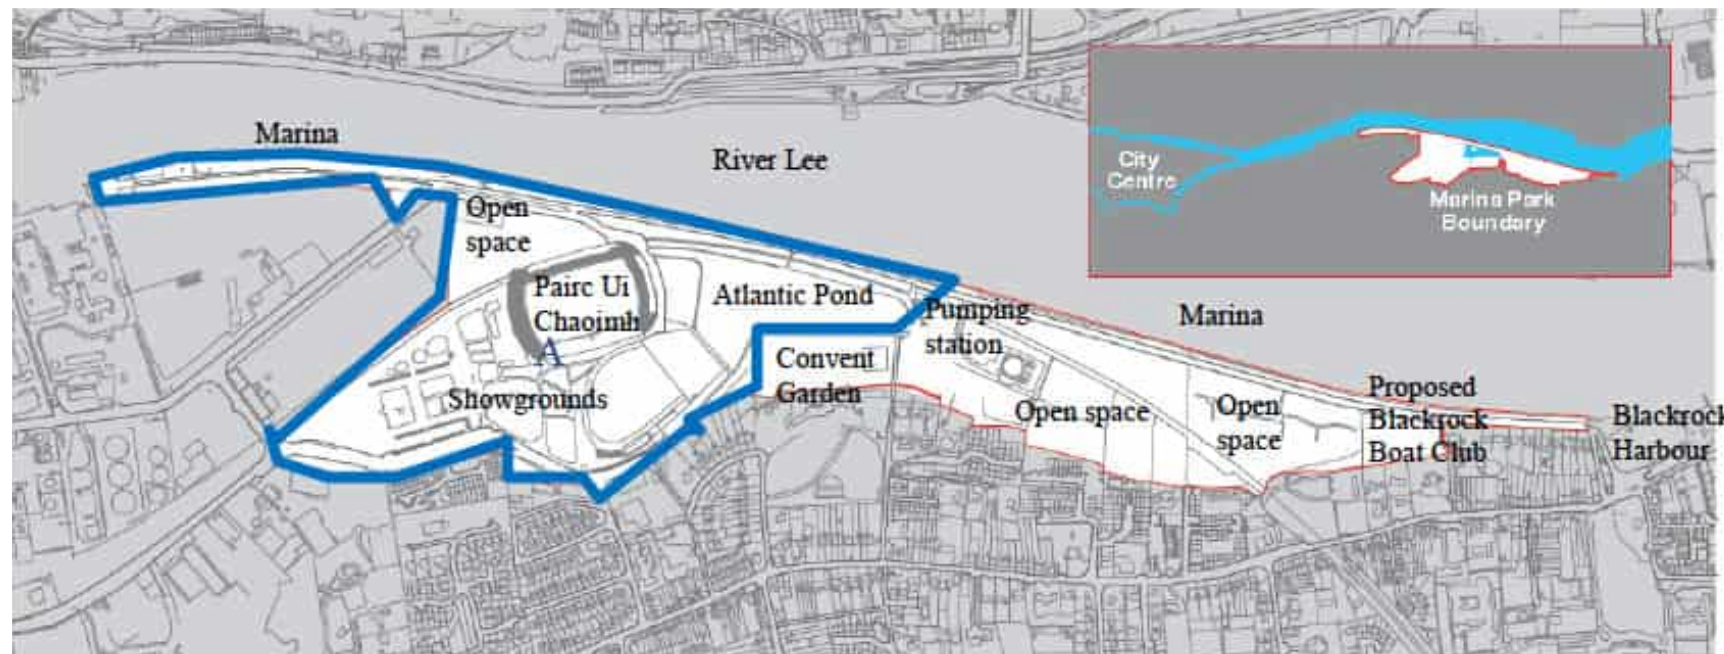 Marina
River Lee
City
Centre
Marina Park
Boundary
Open
space
Pairc Ui
Chaoimh
A
Atlantic Pond
Pumping
station
Marina
Convent
Garden
Showgrounds
Open space
Open
space
Proposed
Blackrock
Boat Club
Blackrock
Harbour